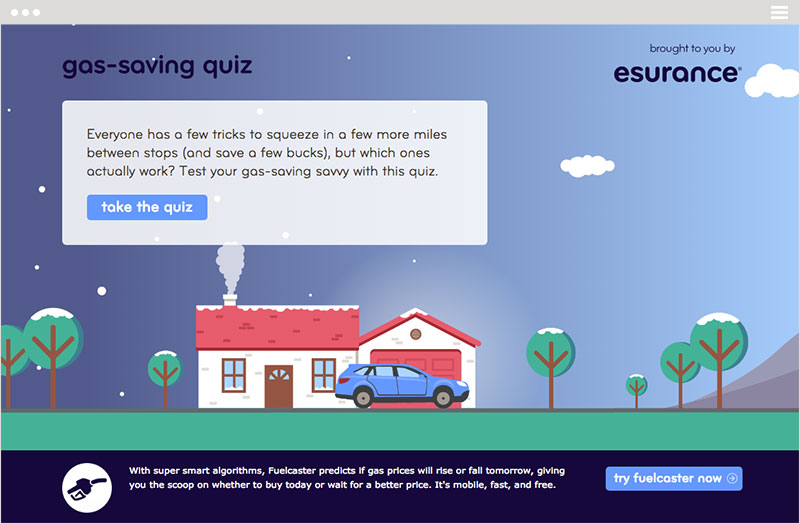 gas-saving quiz
brought to you by
esurance®
Everyone has a few tricks to squeeze in a few more miles
between stops (and save a few bucks), but which ones
actually work? Test your gas-saving savvy with this quiz.
take the quiz
With super smart algorithms, Fuelcaster predicts if gas prices will rise or fall tomorrow, giving
you the scoop on whether to buy today or wait for a better price. It's mobile, fast, and free.
try fuelcaster now